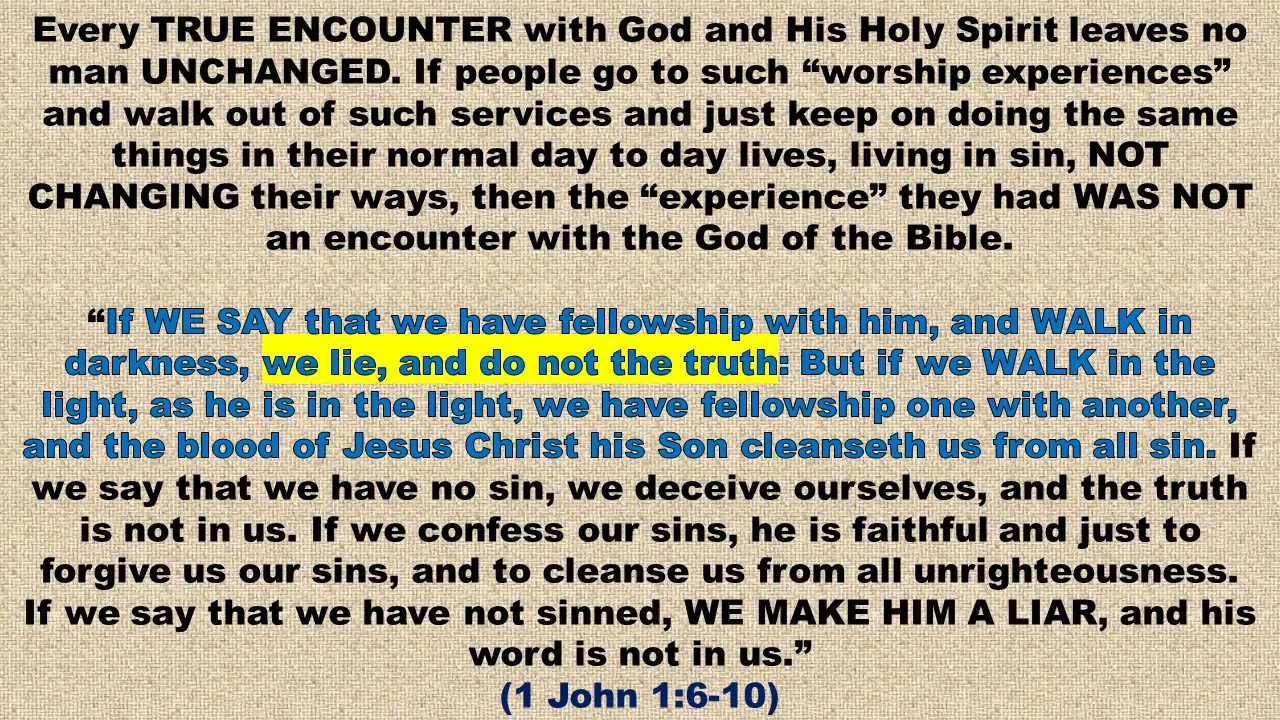 Every TRUE ENCOUNTER with God and His Holy Spirit leaves no
man UNCHANGED. If people go to such “worship experiences”
and walk out of such services and just keep on doing the same
things in their normal day to day lives, living in sin, NOT
CHANGING their ways, then the “experience” they had WAS NOT
an encounter with the God of the Bible.
“If WE SAY that we have fellowship with him, and WALK in
darkness, we lie, and do not the truth: But if we WALK in the
light, as he is in the light, we have fellowship one with another,
and the blood of Jesus Christ his Son cleanseth us from all sin. If
we say that we have no sin, we deceive ourselves, and the truth
is not in us. If we confess our sins, he is faithful and just to
forgive us our sins, and to cleanse us from all unrighteousness.
If we say that we have not sinned, WE MAKE HIM A LIAR, and his
word is not in us.”
(1 John 1:6-10)